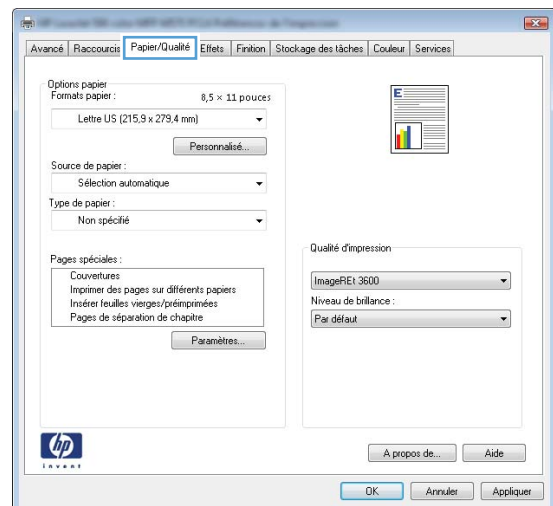 Avancé Raccourcis Papier/Qualité Effets Finition Stockage des tâches Couleur Services
Options papier
Formats papier : 8,5 × 11 pouces
Lettre US (215,9 x 279,4 mm)
Personnalisé...
Source de papier :
Sélection automatique
Type de papier :
Non spécifié
Pages spéciales :
Couvertures
Imprimer des pages sur différents papiers
Insérer feuilles vierges/préimprimées
Pages de séparation de chapitre
Paramètres...
E
Qualité d'impression
ImageREt 3600
Niveau de brillance :
Par défaut
hp
invent
A propos de... Aide
OK Annuler Appliquer